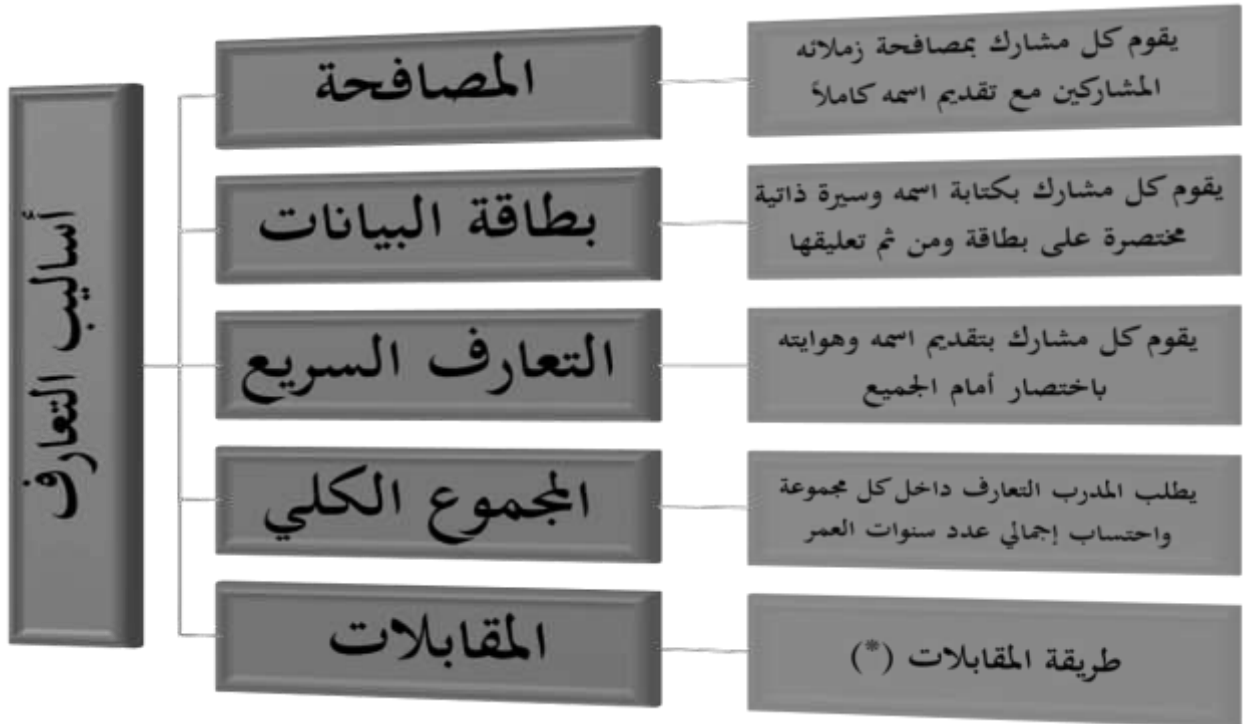 أساليب التعارف
المصافحة
يقوم كل مشارك بمصافحة زملائه
المشاركين مع تقديم اسمه كاملاً
بطاقة البيانات
يقوم كل مشارك بكتابة اسمه وسيرة ذاتية
مختصرة على بطاقة ومن ثم تعليقها
التعارف السريع
يقوم كل مشارك بتقديم اسمه وهوايته
باختصار أمام الجميع
المجموع الكلي
يطلب المدرب التعارف داخل كل مجموعة
واحتساب إجمالي عدد سنوات العمر
المقابلات
طريقة المقابلات (*)